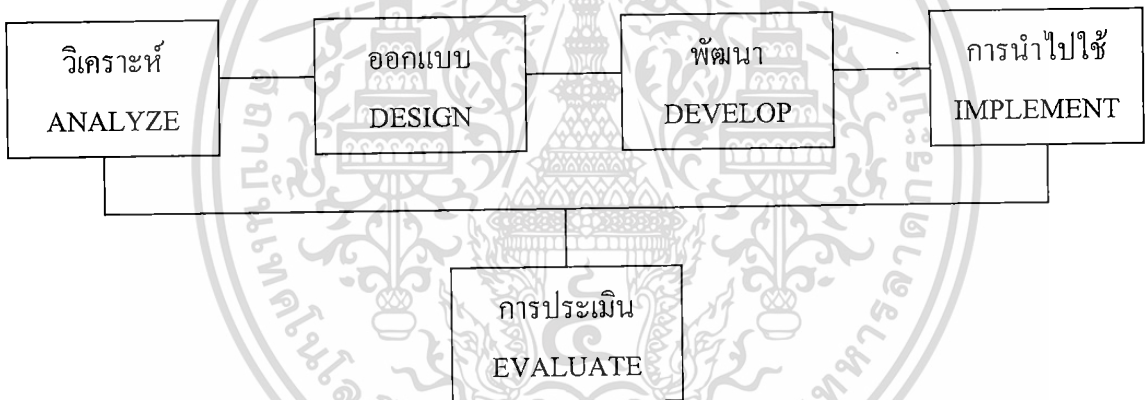 วิเคราะห์
ANALYZE
ออกแบบ
DESIGN
พัฒนา
DEVELOP
การนำไปใช้
IMPLEMENT
การประเมิน
EVALUATE